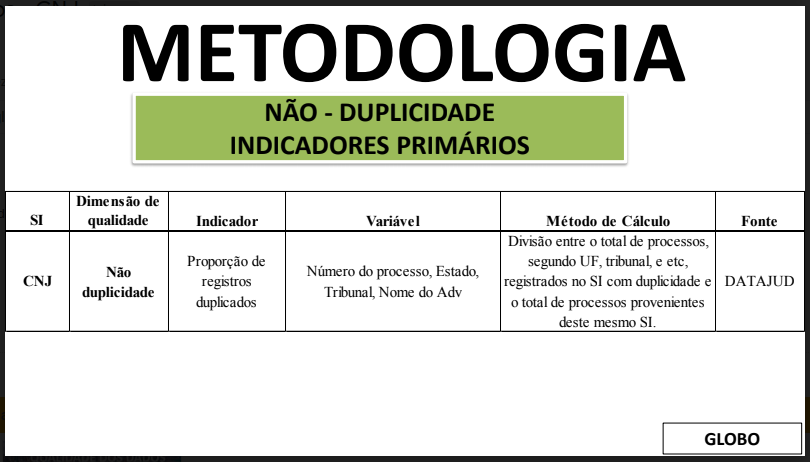 METODOLOGIA
NÃO - DUPLICIDADE
INDICADORES PRIMÁRIOS
SI
Dimensão de
qualidade
Indicador
Variável
Método de Cálculo
Fonte
CNJ
Não
duplicidade
Proporção de
registros
duplicados
Número do processo, Estado,
Tribunal, Nome do Adv
Divisão entre o total de processos,
segundo UF, tribunal, e etc,
registrados no SI com duplicidade e
o total de processos provenientes
deste mesmo SI.
DATAJUD
GLOBO